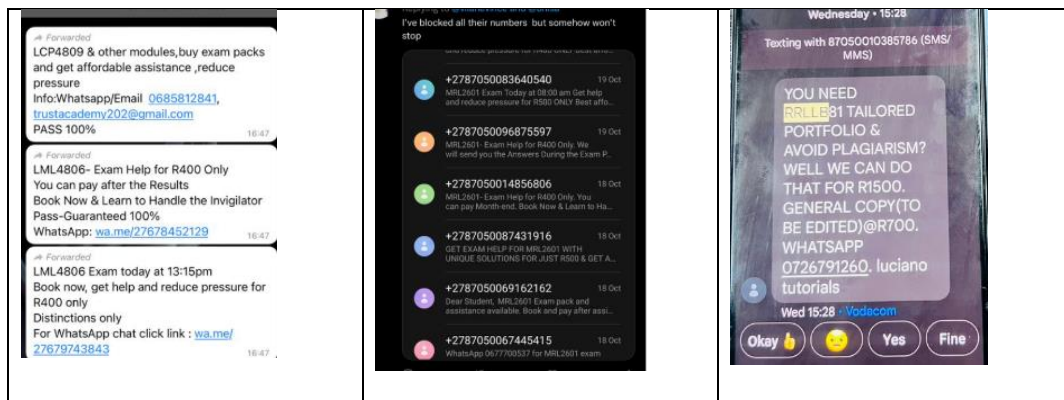 Forwarded
LCP4809 & other modules,buy exam packs
and get affordable assistance ,reduce
pressure
Info:Whatsapp/Email 0685812841,
trustacademy202@gmail.com
PASS 100%
16:47
Forwarded
LML4806- Exam Help for R400 Only
You can pay after the Results
Book Now & Learn to Handle the Invigilator
Pass-Guaranteed 100%
WhatsApp: wa.me/27678452129
16:47
Forwarded
LML4806 Exam today at 13:15pm
Book now, get help and reduce pressure for
R400 only
Distinctions only
For WhatsApp chat click link : wa.me/
27679743843
16:47
I've blocked all their numbers but somehow won't
stop
+2787050083640540
19 Oct
MRL2601 Exam Today at 08:00 am Get help
and reduce pressure for R500 ONLY Best affo...
+2787050096875597
19 Oct
MRL2601- Exam Help for R400 Only. We
will send you the Answers During the Exam P...
+2787050014856806
18 Oct
MRL2601- Exam Help for R400 Only. You
can pay Month-end. Book Now & Learn to Ha...
+2787050087431916
18 Oct
GET EXAM HELP FOR MRL2601 WITH
UNIQUE SOLUTIONS FOR JUST R500 & GET A...
+2787050069162162
18 Oct
Dear Student, MRL2601 Exam pack and
assistance available. Book and pay after assi...
+2787050067445415
18 Oct
WhatsApp 0677700537 for MRL2601 exam
Wednesday • 15:28
Texting with 87050010385786 (SMS/
MMS)
YOU NEED
RRLLB81 TAILORED
PORTFOLIO &
AVOID PLAGIARISM?
WELL WE CAN DO
THAT FOR R1500.
GENERAL COPY(TO
BE EDITED)@R700.
WHATSAPP
0726791260. luciano
tutorials
Wed 15:28 • Vodacom
Okay
Yes
Fine